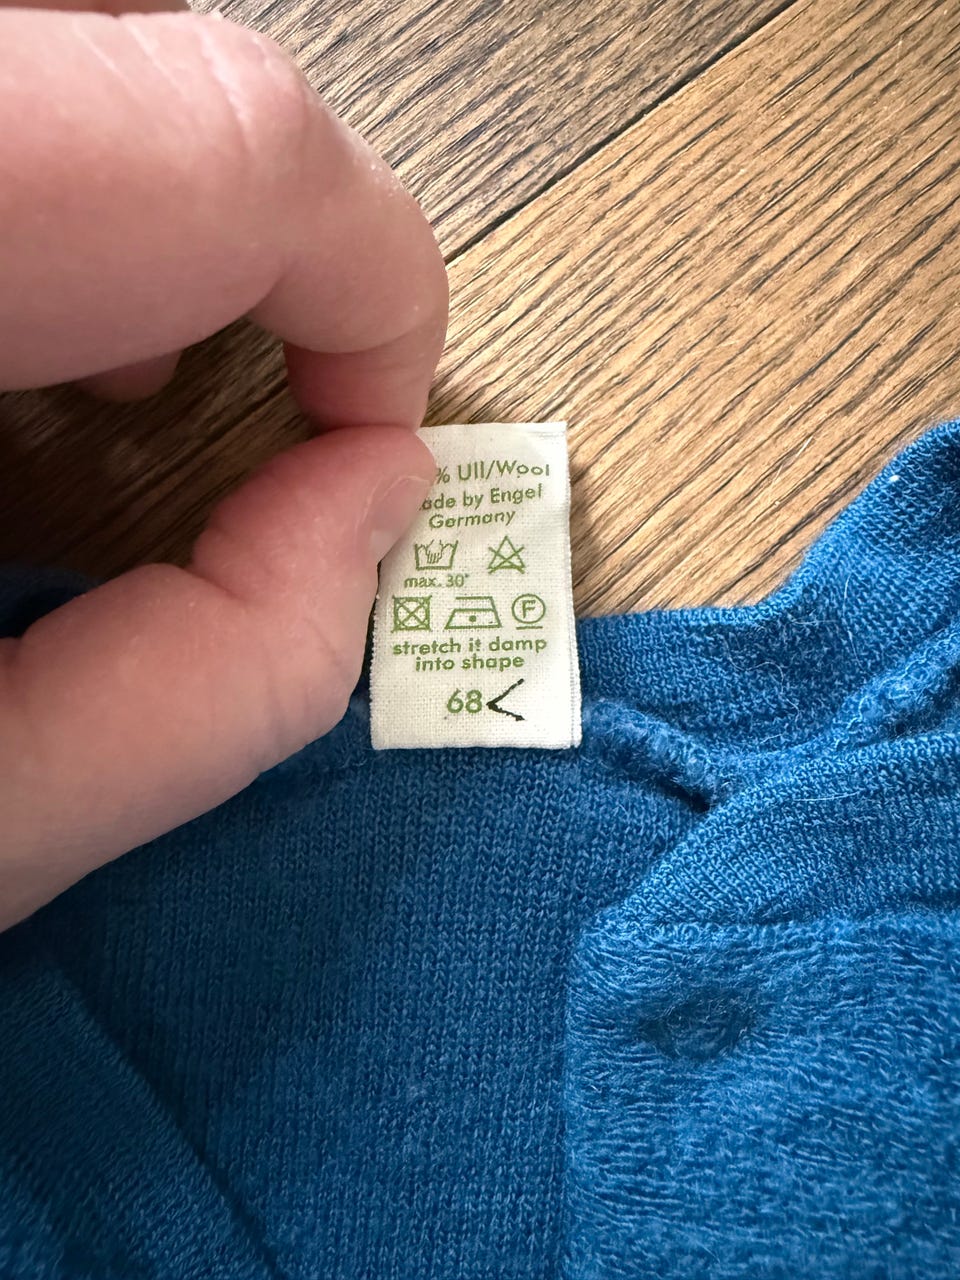 % Ull/Wool
ade by Engel
Germany
max. 30°
F
stretch it damp
into shape
68<